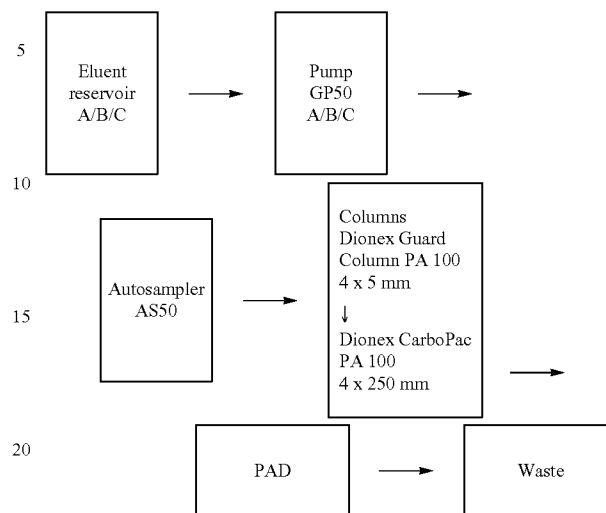 5
Eluent
reservoir
A/B/C
Pump
GP50
A/B/C
10
Columns
Dionex Guard
Column PA 100
4 x 5 mm
↓
Dionex CarboPac
PA 100
4 x 250 mm
Autosampler
AS50
15
20
PAD
Waste